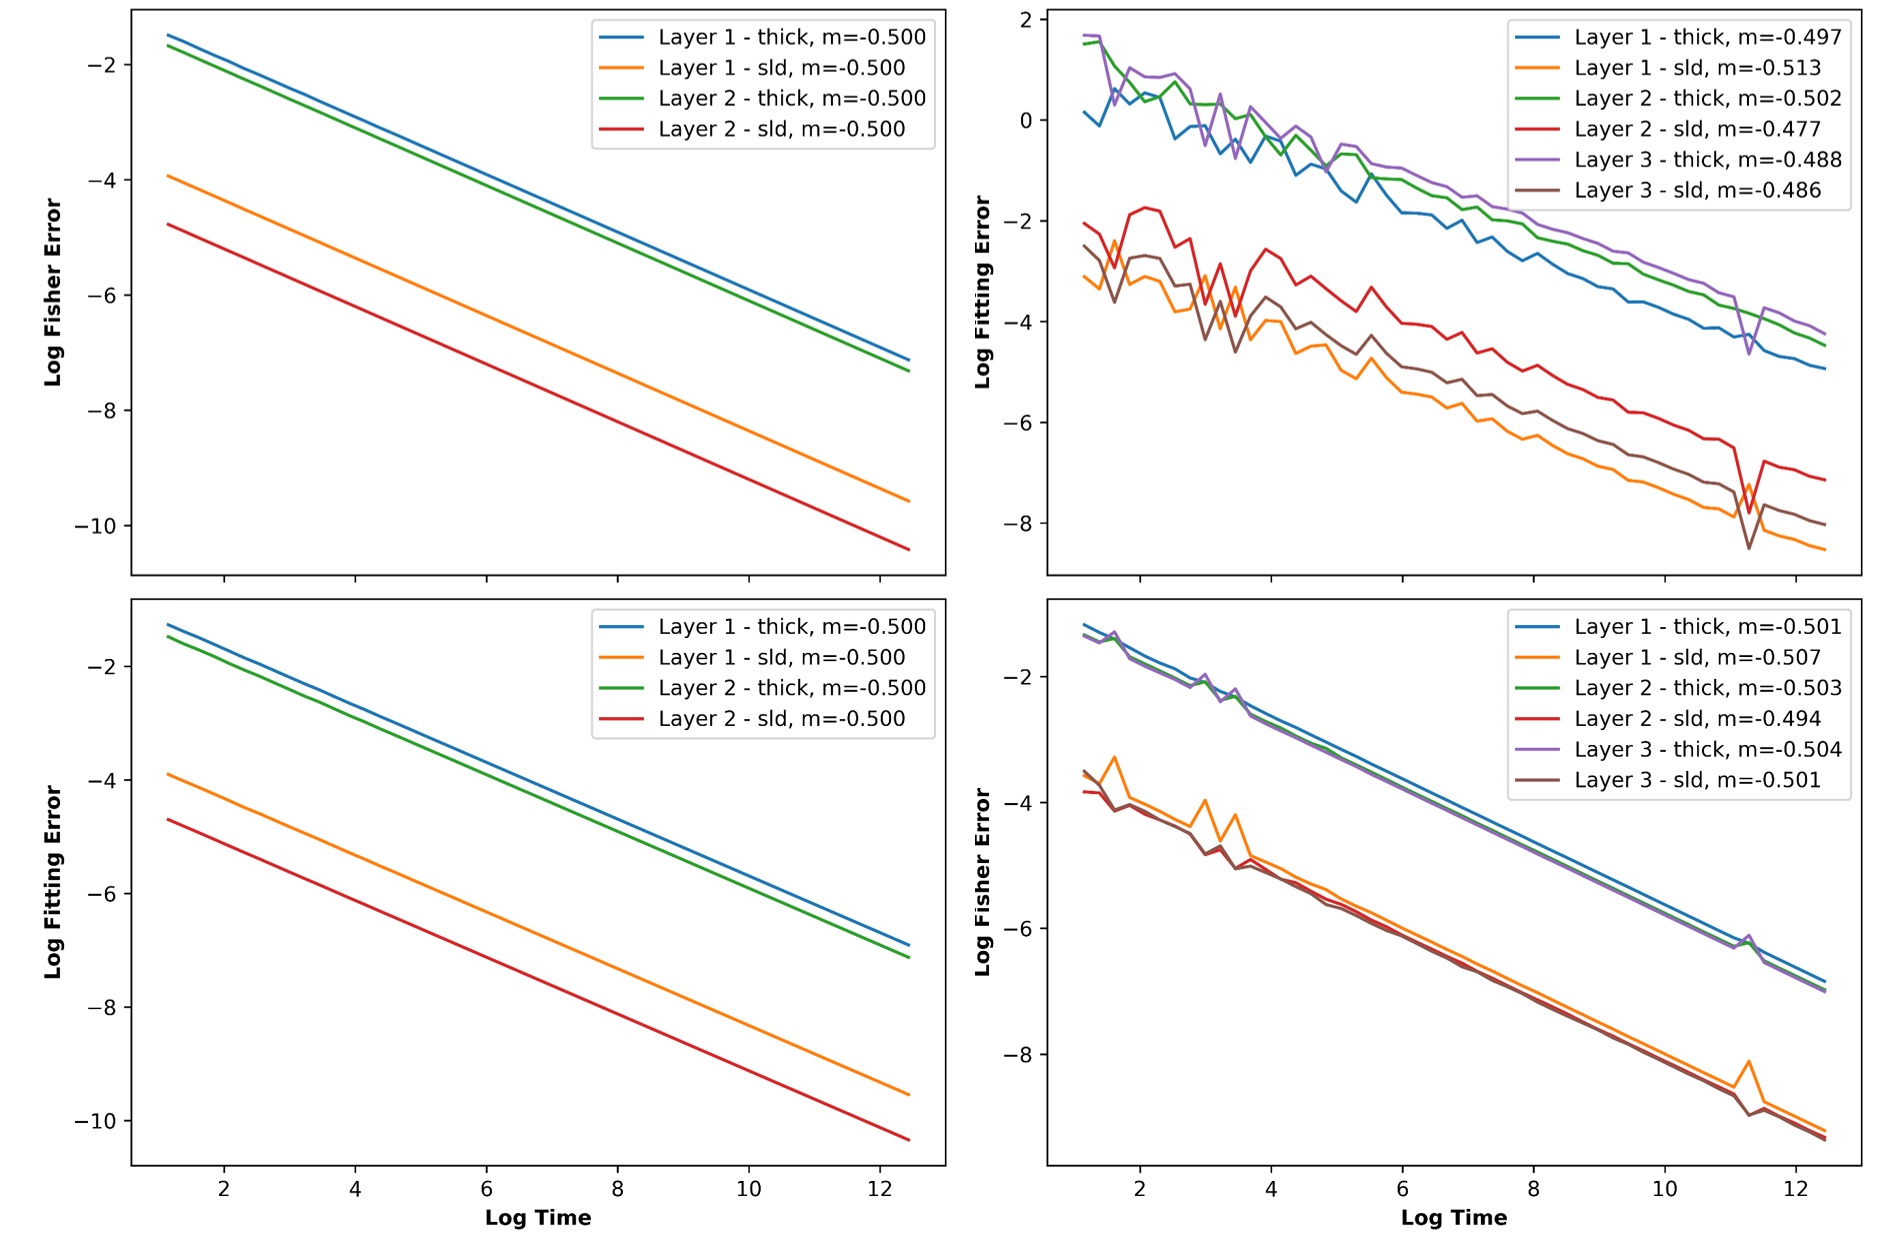 Log Fisher Error
−2
−4
−6
−8
−10
Layer 1 - thick, m=-0.500
Layer 1 - sld, m=-0.500
Layer 2 - thick, m=-0.500
Layer 2 - sld, m=-0.500
Log Fitting Error
2
0
−2
−4
−6
−8
Layer 1 - thick, m=-0.497
Layer 1 - sld, m=-0.513
Layer 2 - thick, m=-0.502
Layer 2 - sld, m=-0.477
Layer 3 - thick, m=-0.488
Layer 3 - sld, m=-0.486
Log Fitting Error
−2
−4
−6
−8
−10
Layer 1 - thick, m=-0.500
Layer 1 - sld, m=-0.500
Layer 2 - thick, m=-0.500
Layer 2 - sld, m=-0.500
2 4 6 8 10 12
Log Time
Log Fisher Error
−2
−4
−6
−8
Layer 1 - thick, m=-0.501
Layer 1 - sld, m=-0.507
Layer 2 - thick, m=-0.503
Layer 2 - sld, m=-0.494
Layer 3 - thick, m=-0.504
Layer 3 - sld, m=-0.501
2 4 6 8 10 12
Log Time